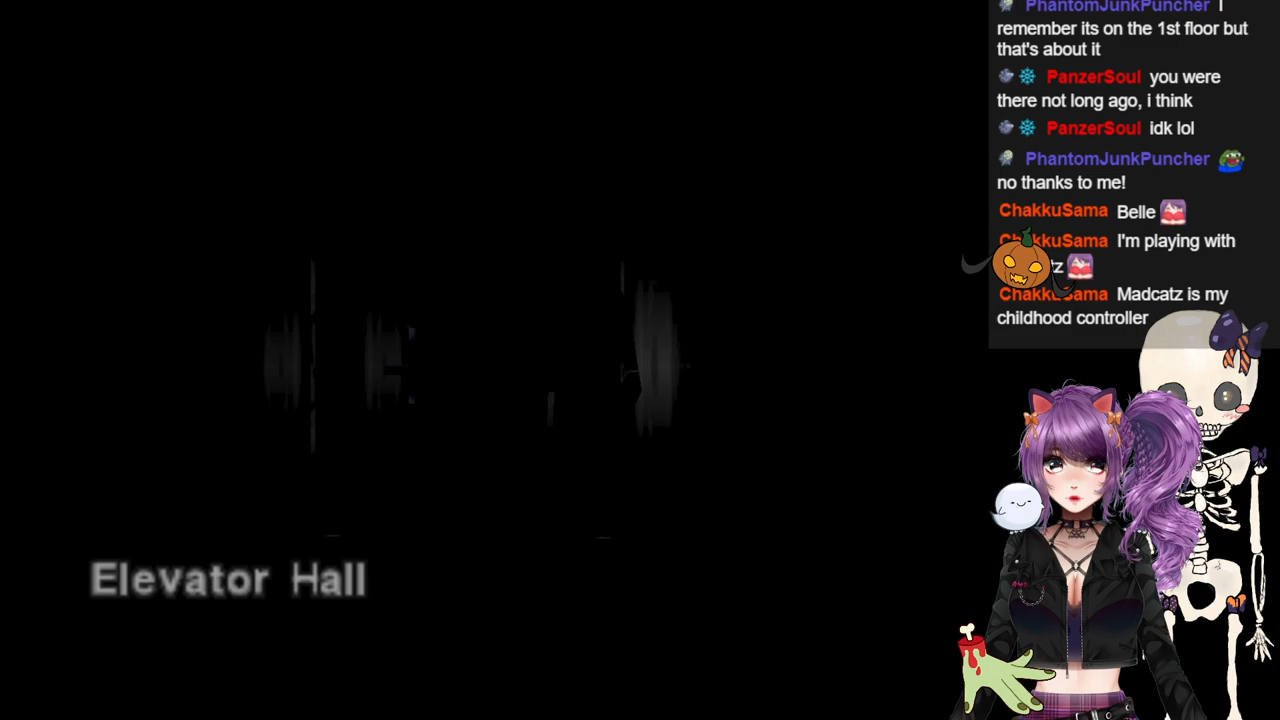 PhantomJunkPuncher I
remember its on the 1st floor but
that's about it
PanzerSoul you were
there not long ago, i think
PanzerSoul idk lol
PhantomJunkPuncher
no thanks to me!
ChakkuSama Belle
ChakkuSama I'm playing with
ChakkuSama Madcatz is my
childhood controller
Elevator Hall